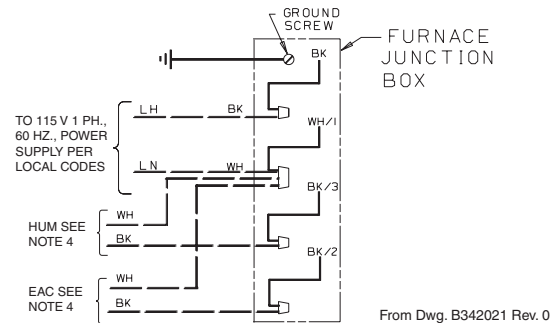 GROUND
SCREW
FURNACE
JUNCTION
BOX
BK
LH BK
TO 115 V 1 PH.,
60 HZ., POWER
SUPPLY PER
LOCAL CODES
WH/1
LN WH
BK/3
WH
HUM SEE
NOTE 4
BK
BK/2
WH
EAC SEE
NOTE 4
BK
From Dwg. B342021 Rev. 0